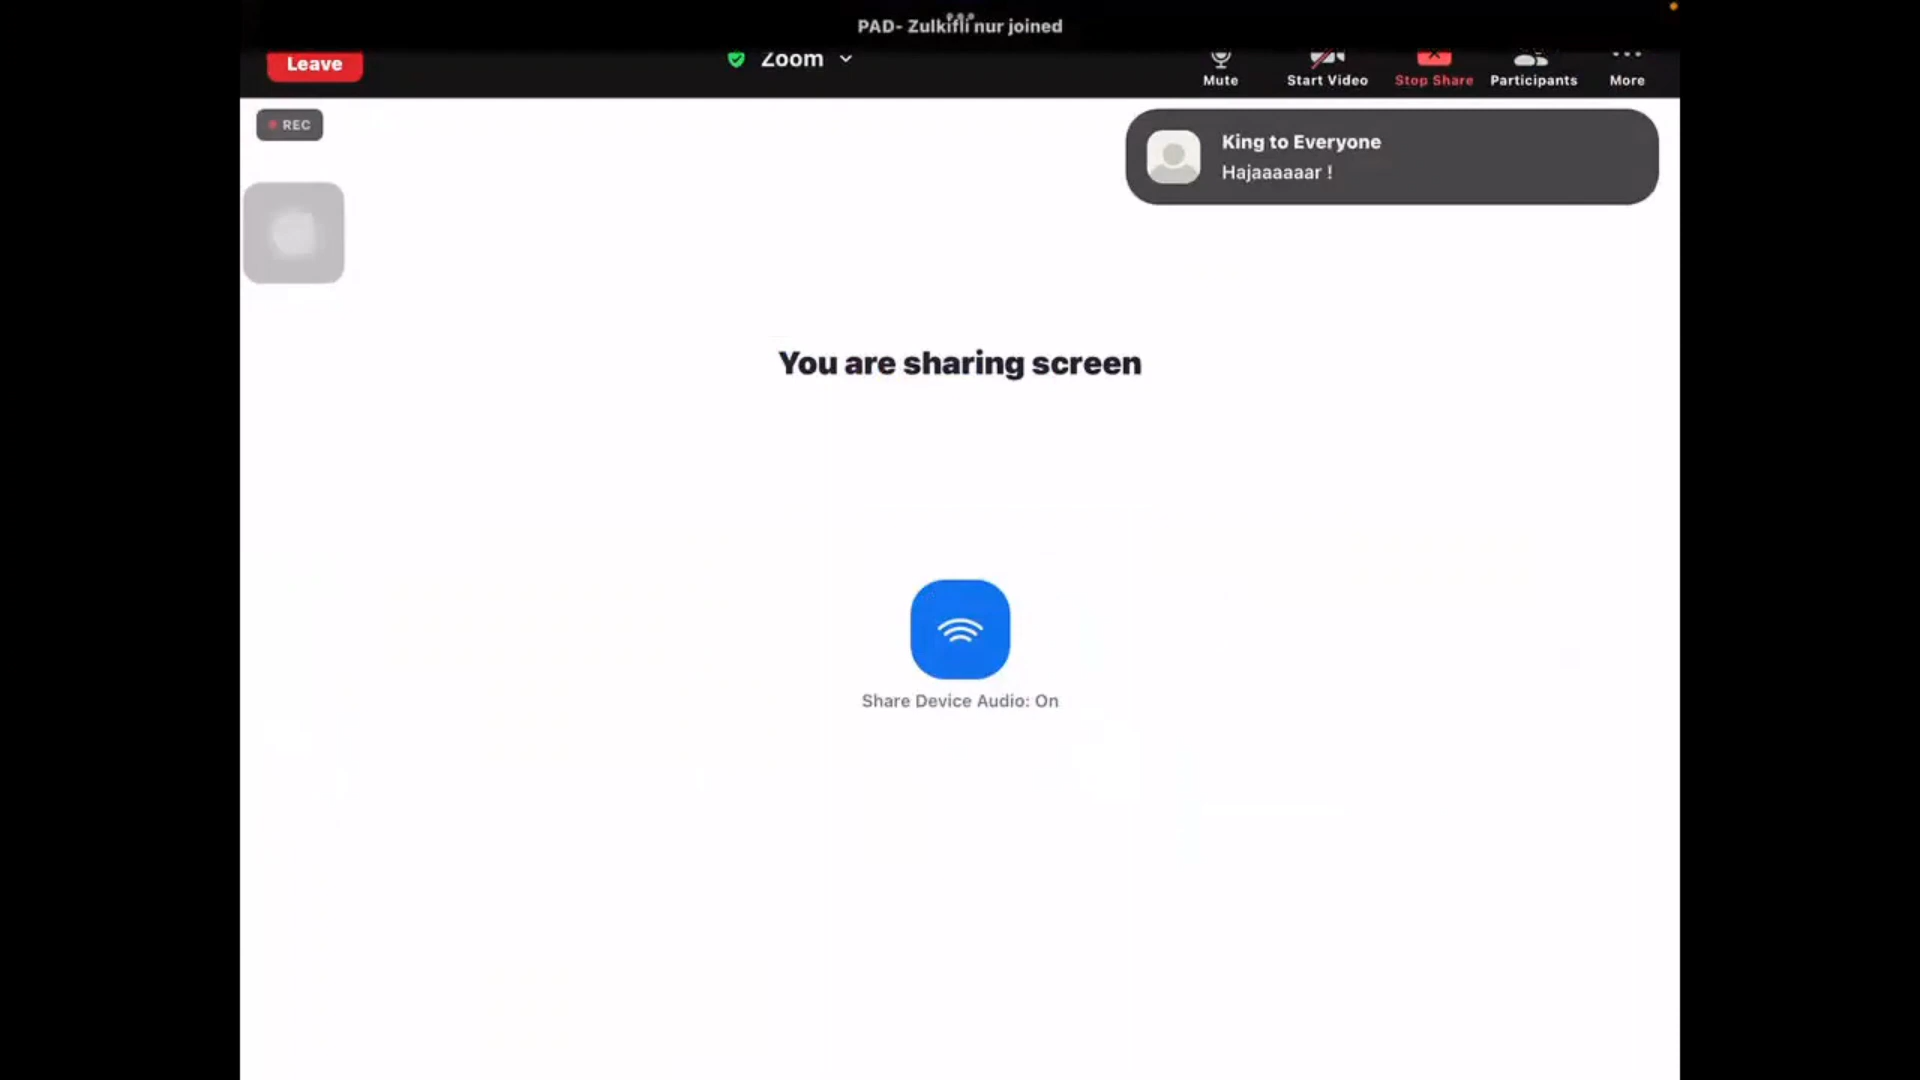 PAD- Zulkifli nur joined
Leave
Zoom
Mute
Start Video
Stop Share
Participants
More
REC
King to Everyone
Hajaaaaaar !
You are sharing screen
Share Device Audio: On